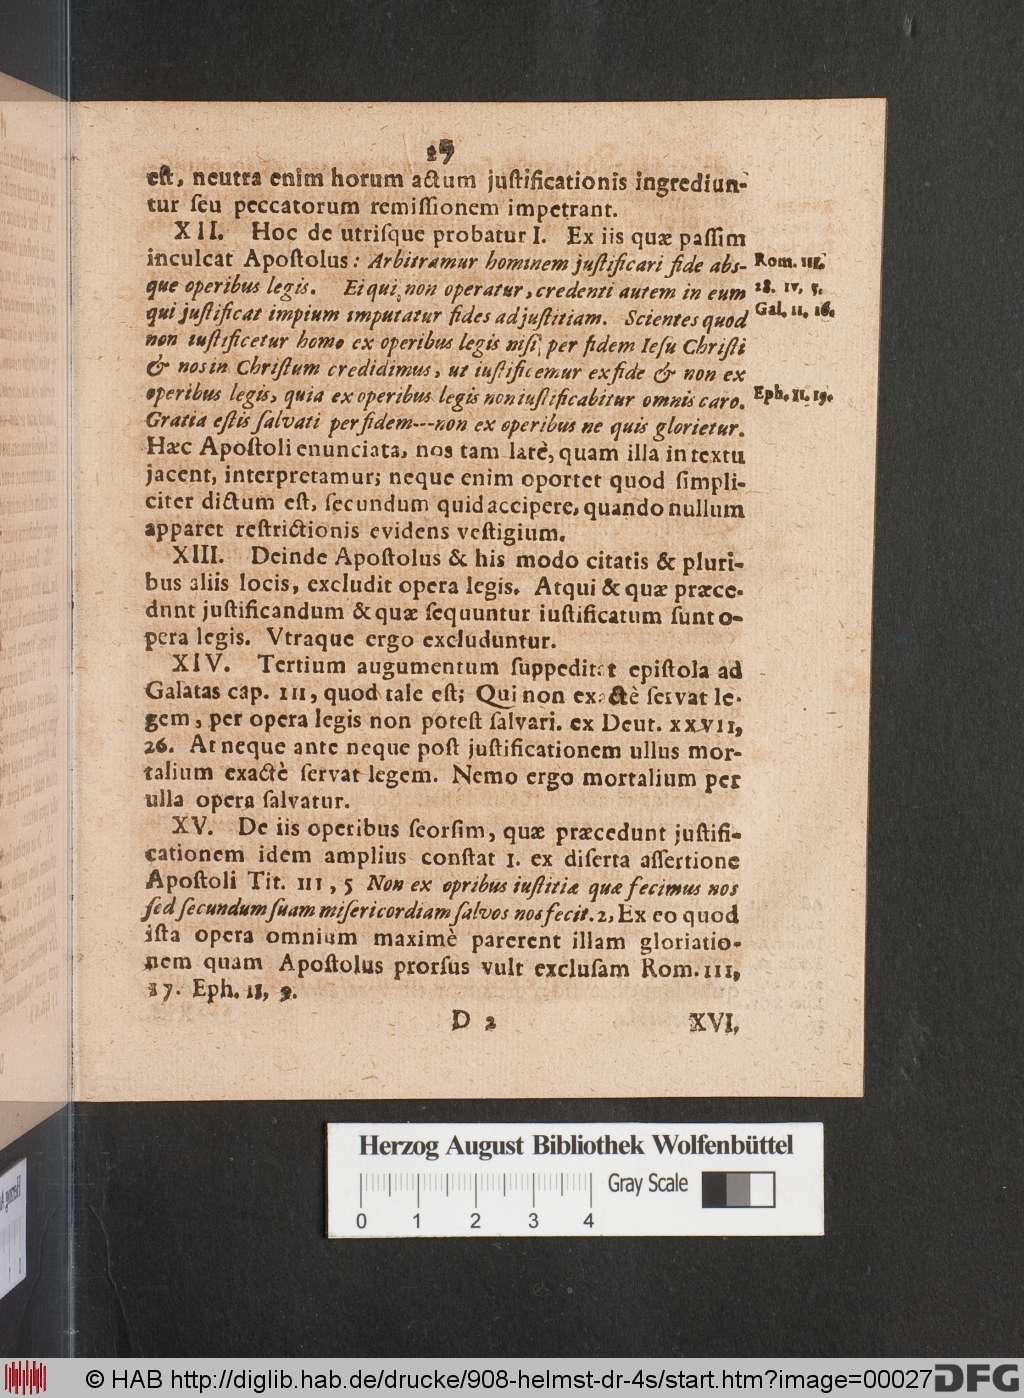 27
est, neutra enim horum actum justificationis ingrediun-
tur seu peccatorum remissionem impetrant.
XII. Hoc de utrisque probatur I. Ex iis quæ passim
inculcat Apostolus: Arbitramur hominem justificari fide abs-
que operibus legis. Ei qui non operatur, credenti autem in eum
qui justificat impium imputatur fides ad justitiam. Scientes quod
non iustificetur homo ex operibus legis nisi per fidem Iesu Christi
& nos in Christum credidimus, ut iustificemur ex fide & non ex
operibus legis, quia ex operibus legis non iustificabitur omnis caro.
Gratia estis salvati per fidem---non ex operibus ne quis glorietur.
Hæc Apostoli enunciata, nos tam latè, quam illa in textu
jacent, interpretamur; neque enim oportet quod simpli-
citer dictum est, secundum quid accipere, quando nullum
apparet restrictionis evidens vestigium.
Rom. III.
28. IV, 5.
Gal. II, 16.
Eph. II. 19.
XIII. Deinde Apostolus & his modo citatis & pluri-
bus aliis locis, excludit opera legis. Atqui & quæ præce-
dunt justificandum & quæ sequuntur iustificatum sunt o-
pera legis. Vtraque ergo excluduntur.
XIV. Tertium augumentum suppeditat epistola ad
Galatas cap. III, quod tale est; Qui non exactè servat le-
gem, per opera legis non potest salvari. ex Deut. XXVII,
26. At neque ante neque post justificationem ullus mor-
talium exactè servat legem. Nemo ergo mortalium per
ulla opera salvatur.
XV. De iis operibus seorsim, quæ præcedunt justifi-
cationem idem amplius constat 1. ex diserta assertione
Apostoli Tit. III, 5 Non ex opribus iustitiæ quæ fecimus nos
sed secundum suam misericordiam salvos nos fecit. 2, Ex eo quod
ista opera omnium maximè parerent illam gloriatio-
nem quam Apostolus prorsus vult exclusam Rom. III,
27. Eph. II, 9.
D 2
XVI,
Herzog August Bibliothek Wolfenbüttel
0 1 2 3 4
Gray Scale
© HAB http://diglib.hab.de/drucke/908-helmst-dr-4s/start.htm?image=00027
DFG